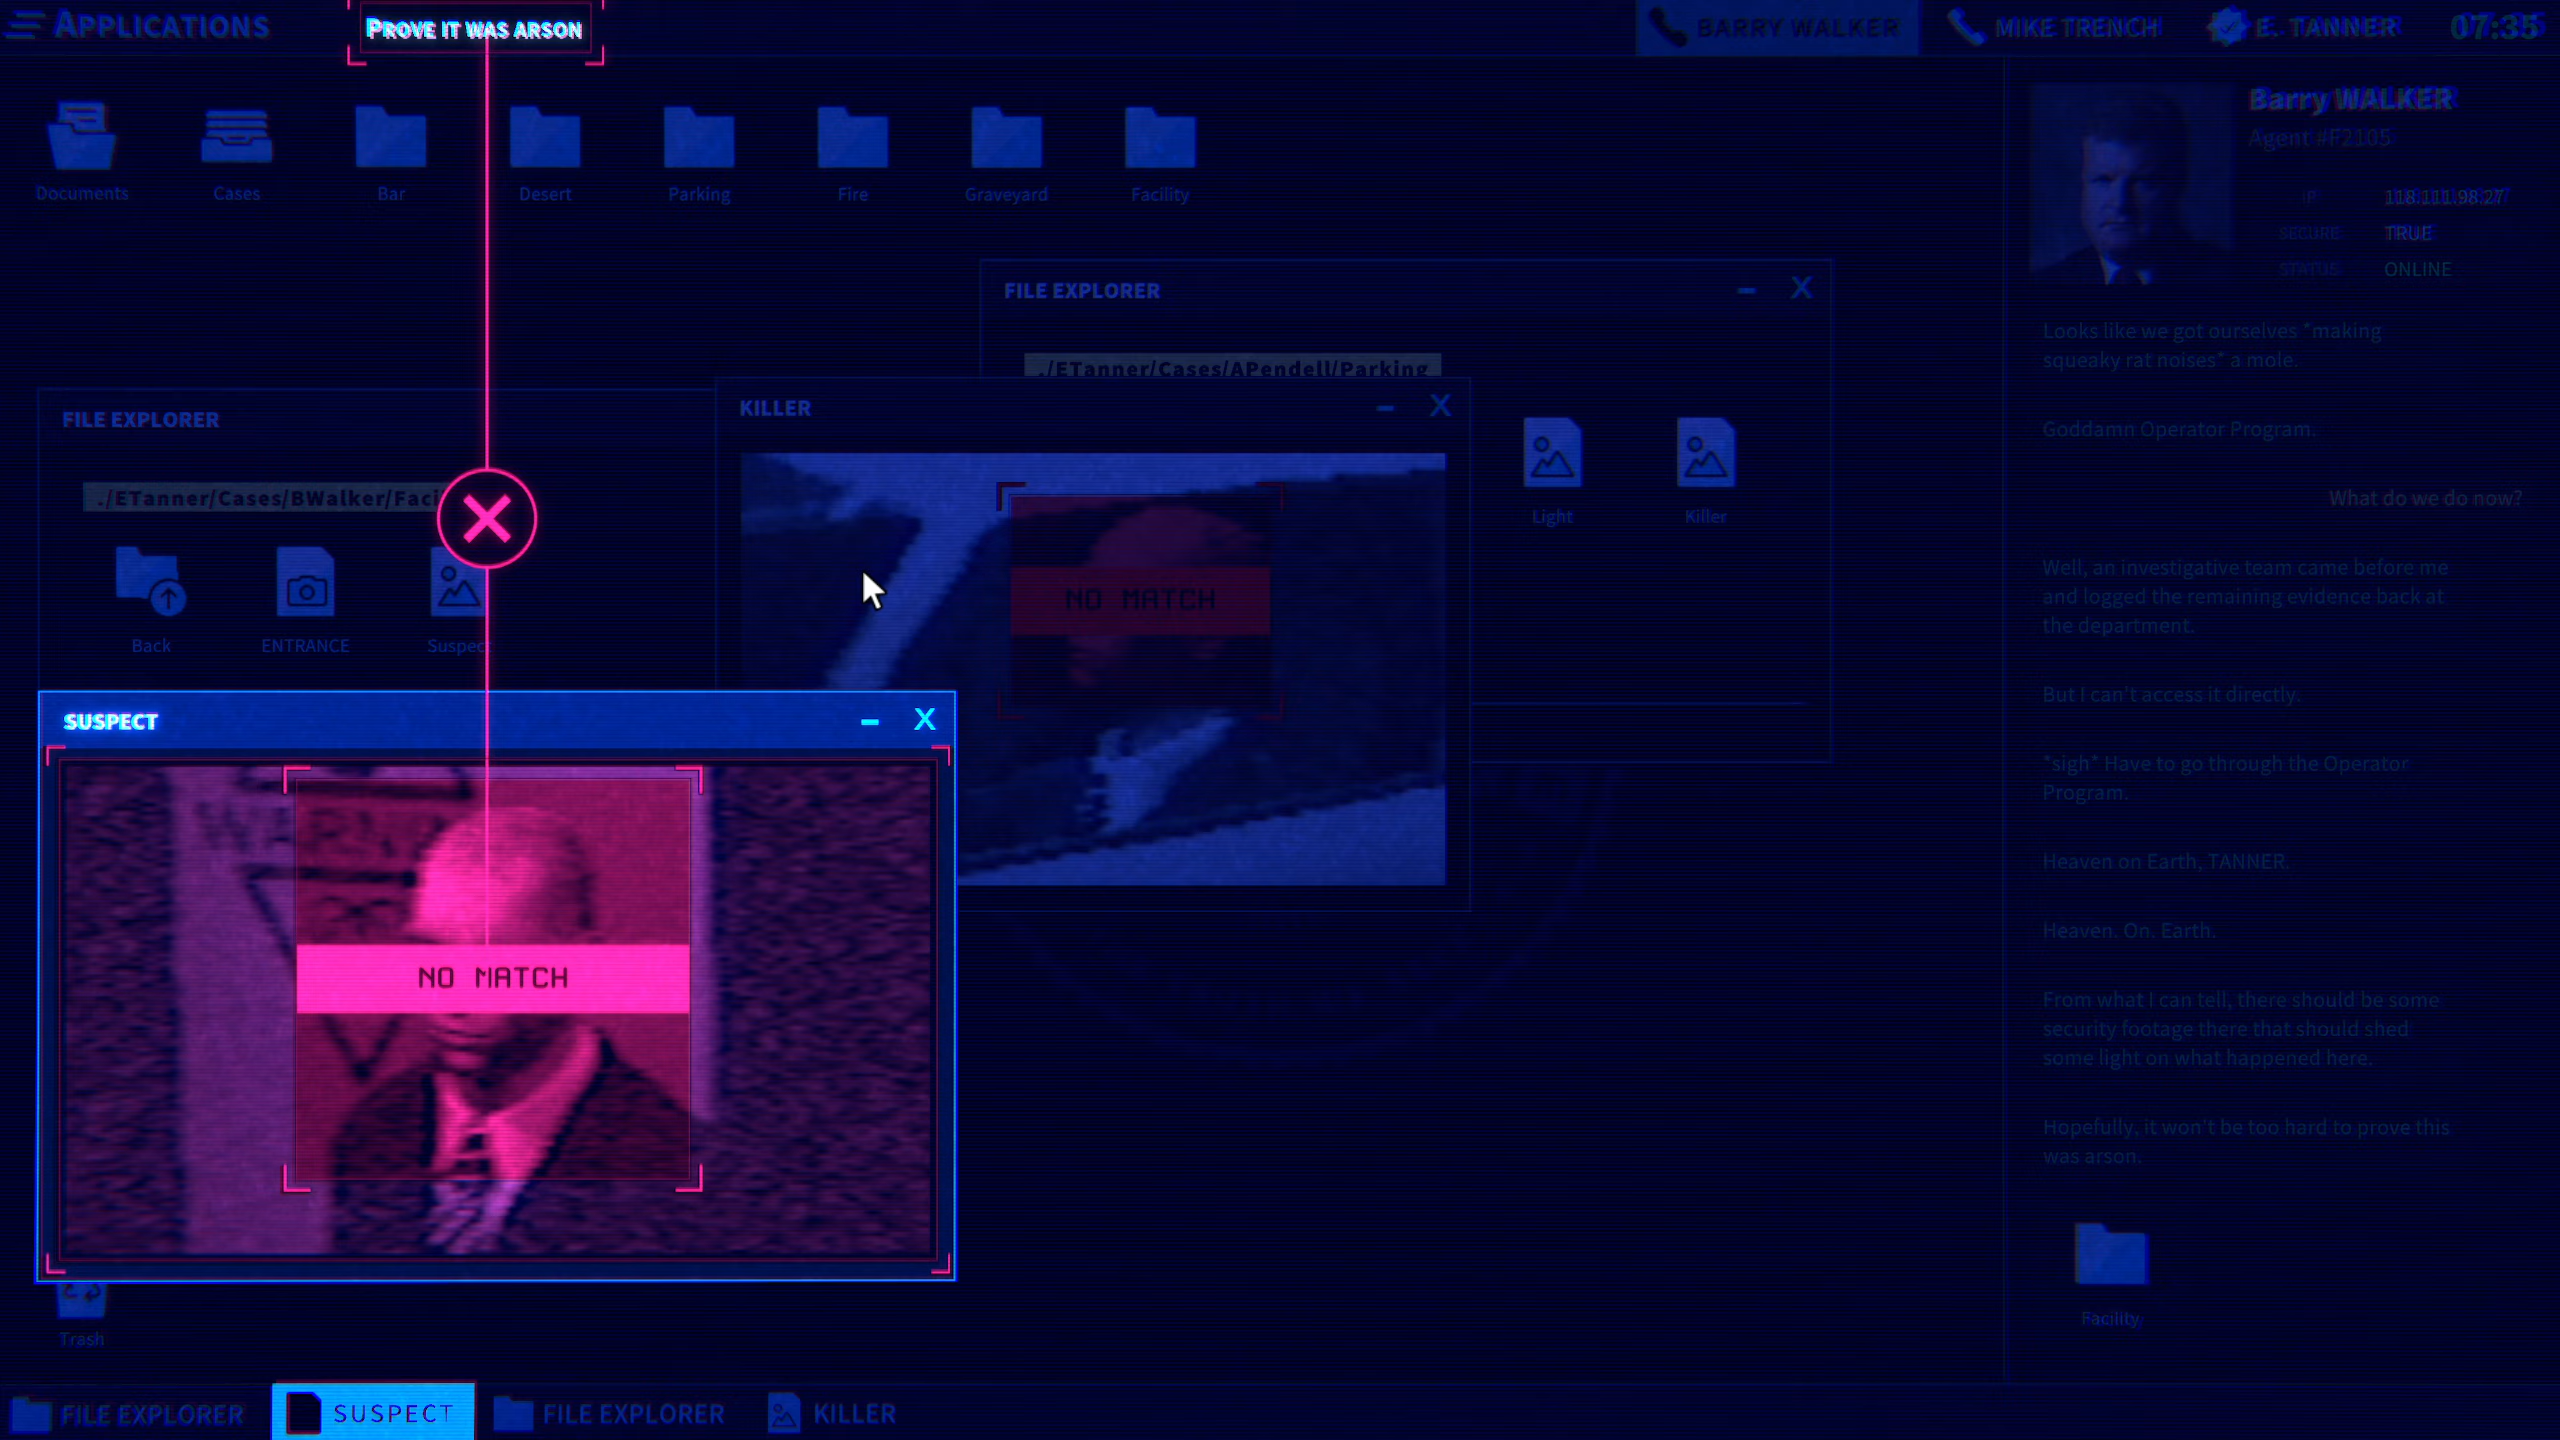 APPLICATIONS
PROVE IT WAS ARSON
BARRY WALKER
MIKE TRENCH
E. TANNER
07:35
Documents
Cases
Bar
Desert
Parking
Fire
Graveyard
Facility
Barry WALKER
Agent #F2105
IP 118.111.98.27
SECURE TRUE
STATUS ONLINE
Looks like we got ourselves *making
squeaky rat noises* a mole.
Goddamn Operator Program.
What do we do now?
Well, an investigative team came before me
and logged the remaining evidence back at
the department.
But I can't access it directly.
*sigh* Have to go through the Operator
Program.
Heaven on Earth, TANNER.
Heaven. On. Earth.
From what I can tell, there should be some
security footage there that should shed
some light on what happened here.
Hopefully, it won't be too hard to prove this
was arson.
Facility
FILE EXPLORER
./ETanner/Cases/APendell/Parking
Light
Killer
KILLER
NO MATCH
FILE EXPLORER
./ETanner/Cases/BWalker/Faci
Back
ENTRANCE
Suspect
SUSPECT
NO MATCH
Trash
FILE EXPLORER
SUSPECT
FILE EXPLORER
KILLER